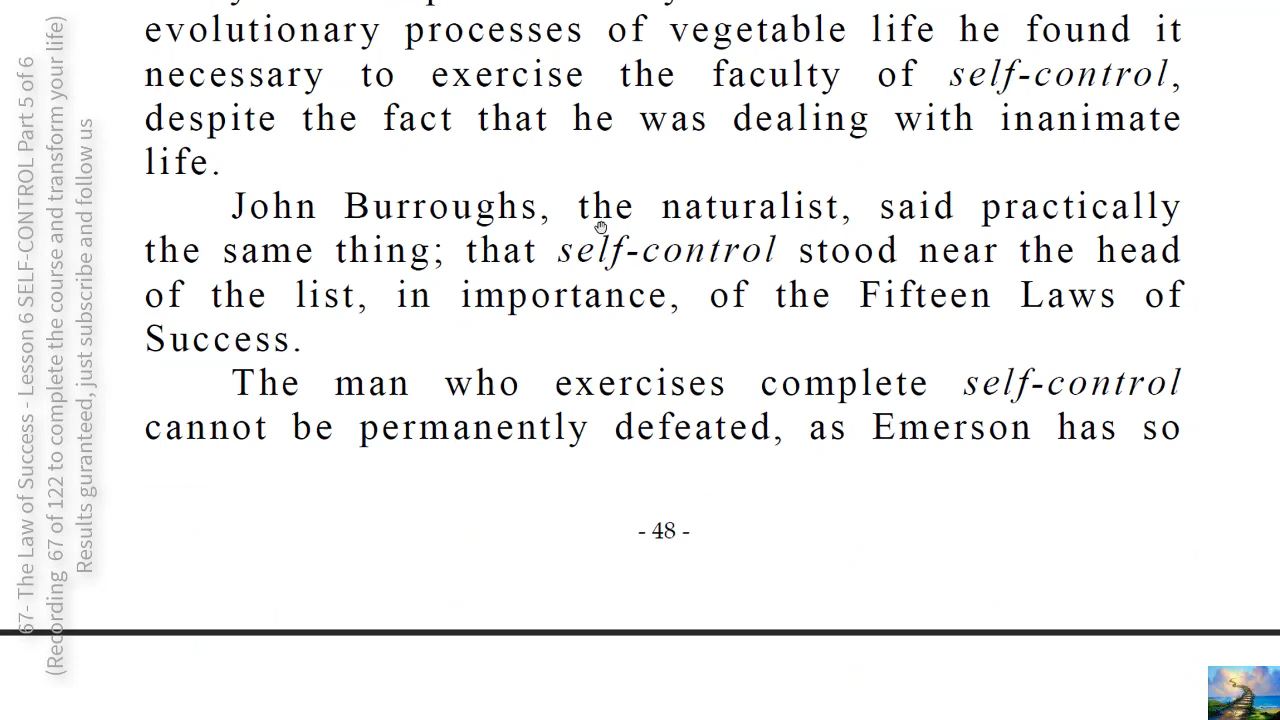 evolutionary processes of vegetable life he found it
necessary to exercise the faculty of self-control,
despite the fact that he was dealing with inanimate
life.
John Burroughs, the naturalist, said practically
the same thing; that self-control stood near the head
of the list, in importance, of the Fifteen Laws of
Success.
The man who exercises complete self-control
cannot be permanently defeated, as Emerson has so
- 48 -
67- The Law of Success - Lesson 6 SELF-CONTROL Part 5 of 6
(Recording 67 of 122 to complete the course and transform your life)
Results guranteed, just subscribe and follow us